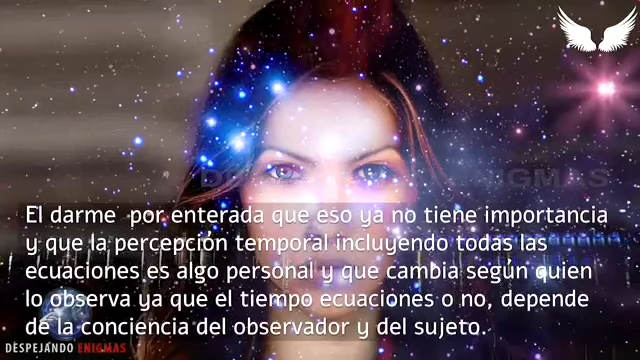 El darme por enterada que eso ya no tiene importancia
y que la percepción temporal incluyendo todas las
ecuaciones es algo personal y que cambia según quien
lo observa ya que el tiempo ecuaciones o no, depende
de la conciencia del observador y del sujeto.
DESPEJANDO ENIGMAS